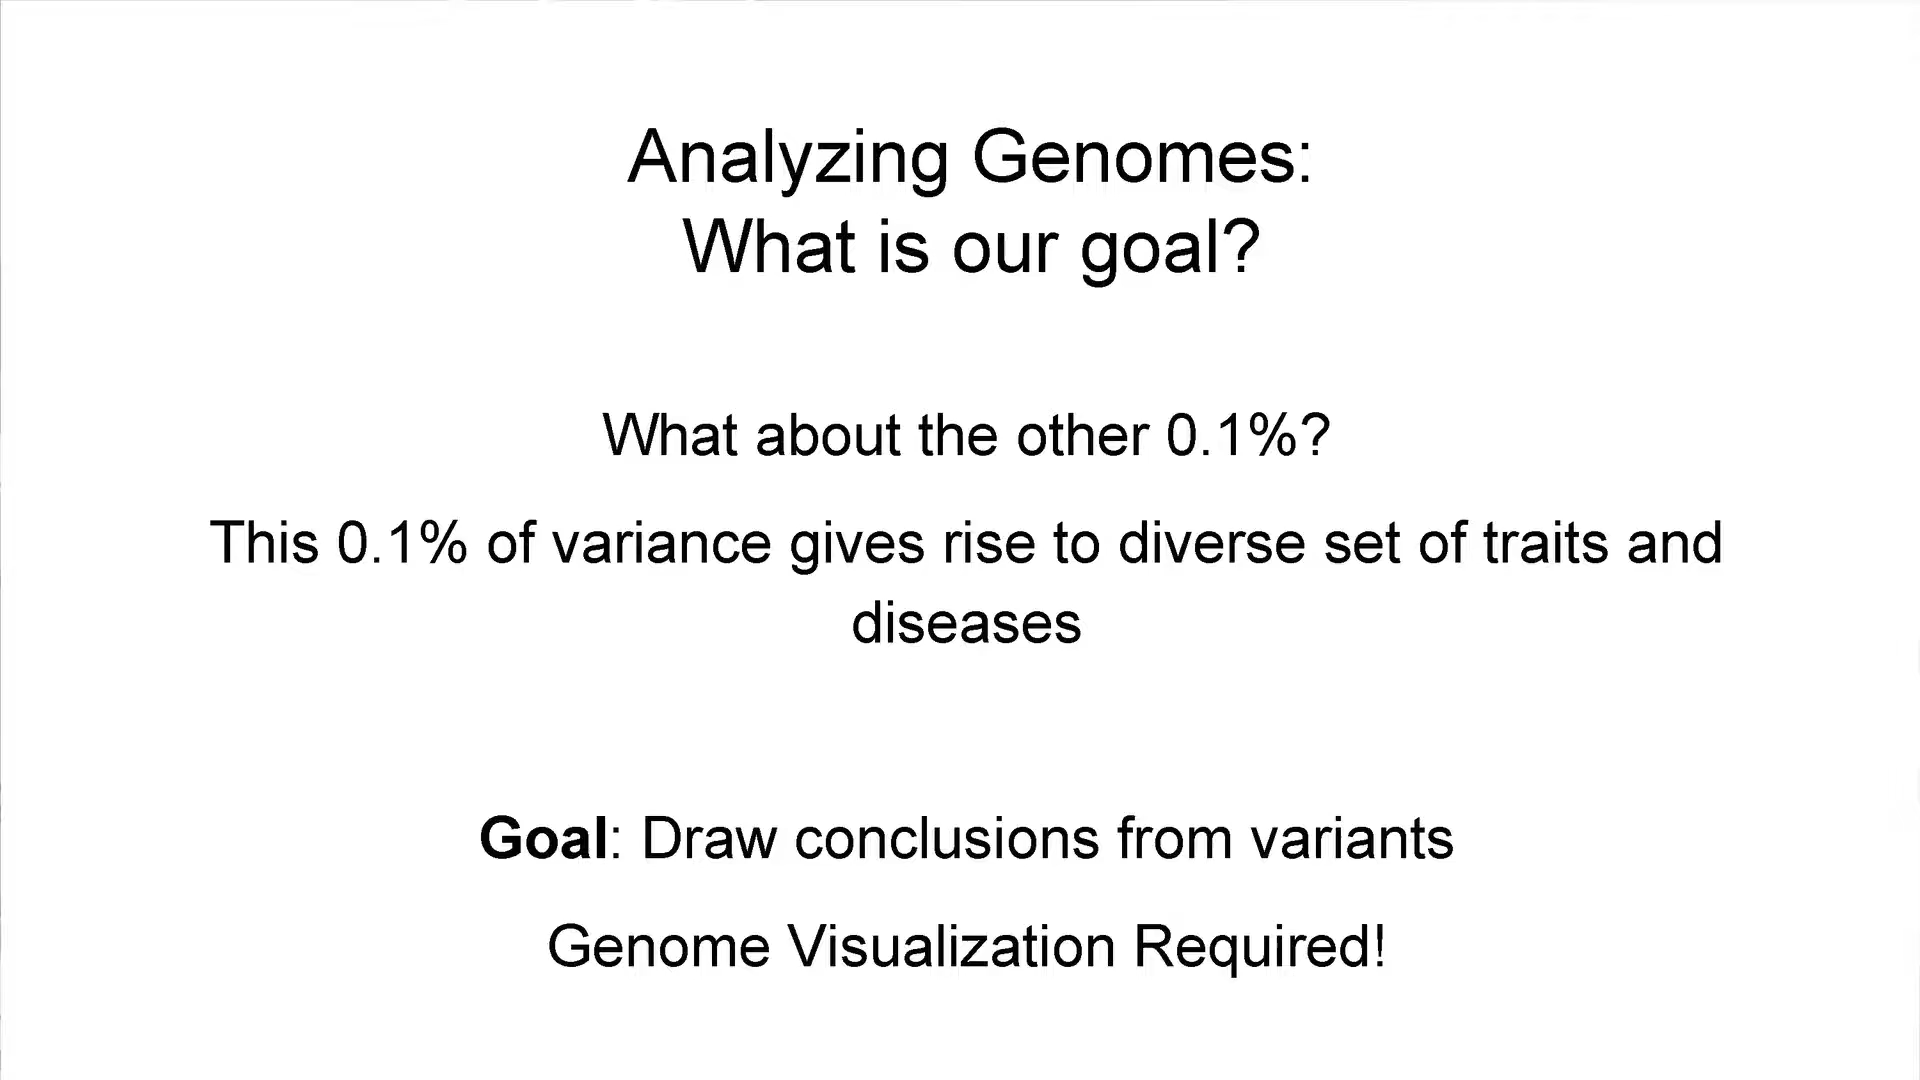 Analyzing Genomes:
What is our goal?
What about the other 0.1%?
This 0.1% of variance gives rise to diverse set of traits and
diseases
Goal: Draw conclusions from variants
Genome Visualization Required!